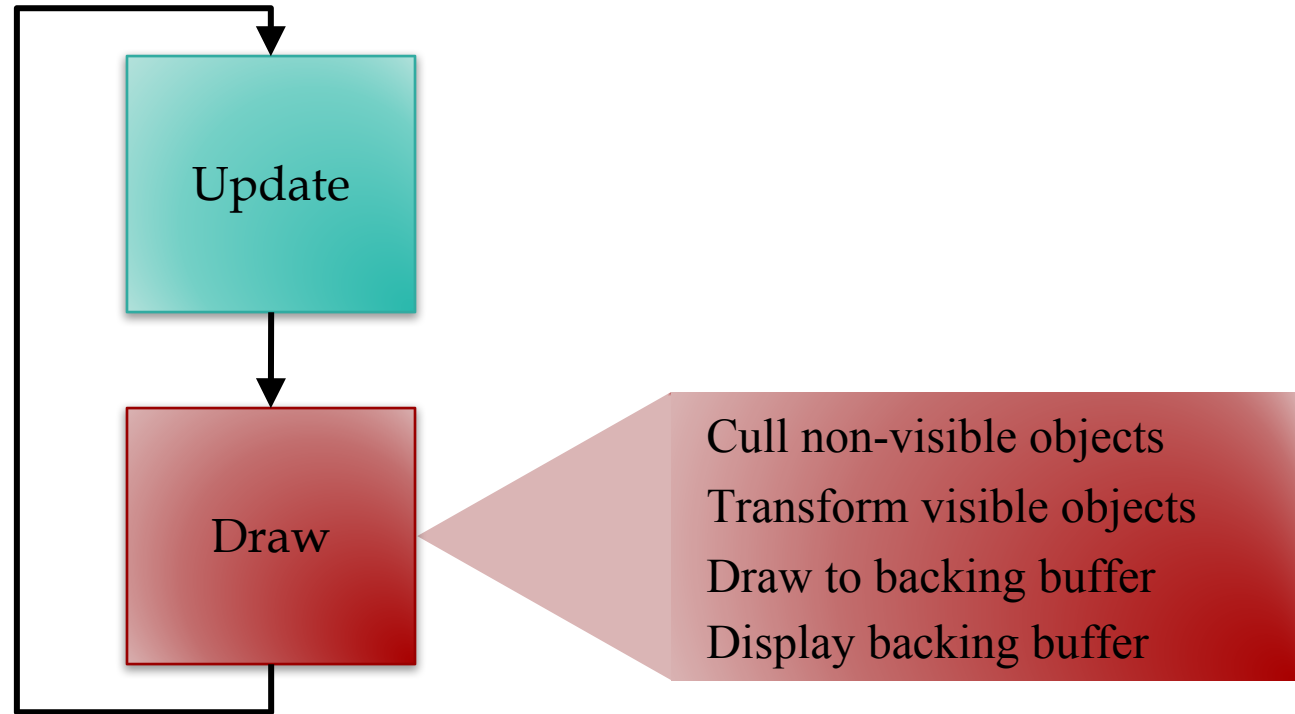 Update
Draw
Cull non-visible objects
Transform visible objects
Draw to backing buffer
Display backing buffer